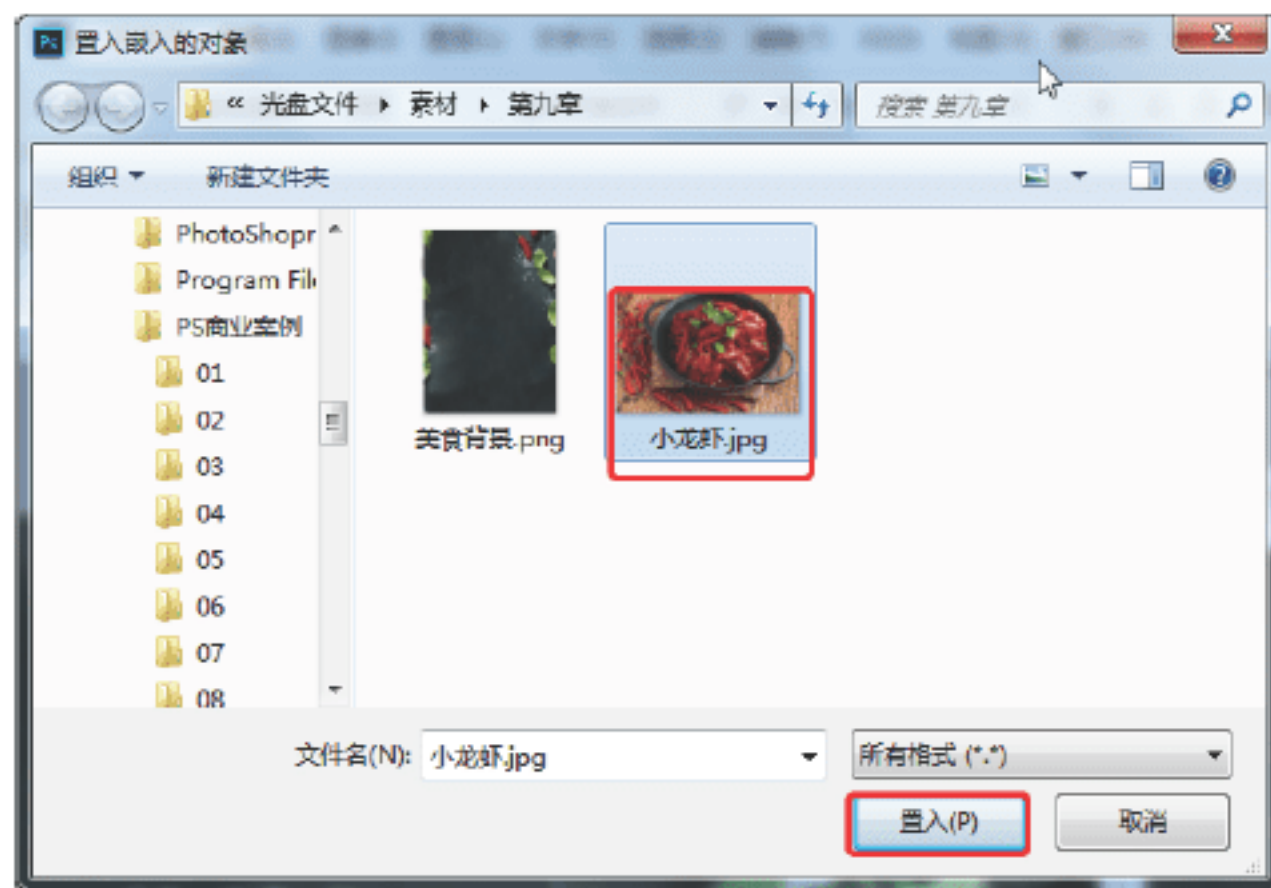 Ps 置入嵌入的对象
« 光盘文件 ▸ 素材 ▸ 第九章
搜索 第九章
组织 新建文件夹
PhotoShopr
Program File
PS商业案例
01
02
03
04
05
06
07
08
美食背景.png
小龙虾.jpg
文件名(N): 小龙虾.jpg
所有格式 (*.*)
置入(P) 取消